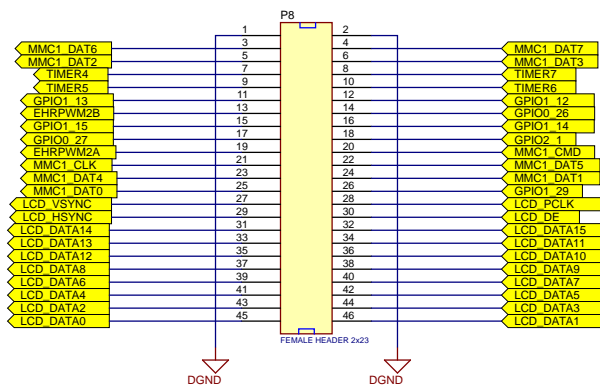 P8
1 2
MMC1_DAT6 3 4 MMC1_DAT7
MMC1_DAT2 5 6 MMC1_DAT3
TIMER4 7 8 TIMER7
TIMER5 9 10 TIMER6
GPIO1_13 11 12 GPIO1_12
EHRPWM2B 13 14 GPIO0_26
GPIO1_15 15 16 GPIO1_14
GPIO0_27 17 18 GPIO2_1
EHRPWM2A 19 20 MMC1_CMD
MMC1_CLK 21 22 MMC1_DAT5
MMC1_DAT4 23 24 MMC1_DAT1
MMC1_DAT0 25 26 GPIO1_29
LCD_VSYNC 27 28 LCD_PCLK
LCD_HSYNC 29 30 LCD_DE
LCD_DATA14 31 32 LCD_DATA15
LCD_DATA13 33 34 LCD_DATA11
LCD_DATA12 35 36 LCD_DATA10
LCD_DATA8 37 38 LCD_DATA9
LCD_DATA6 39 40 LCD_DATA7
LCD_DATA4 41 42 LCD_DATA5
LCD_DATA2 43 44 LCD_DATA3
LCD_DATA0 45 46 LCD_DATA1
FEMALE HEADER 2x23
DGND DGND